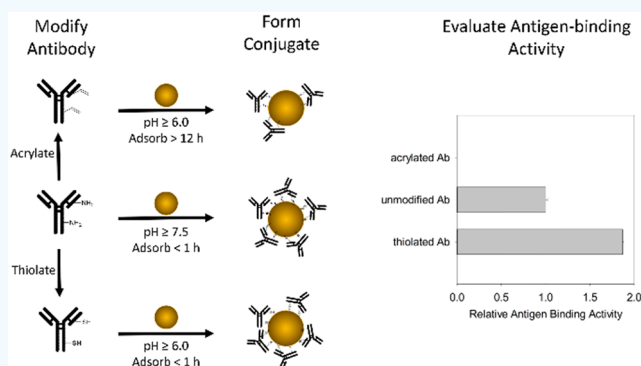 Modify
Antibody
Form
Conjugate
Evaluate Antigen-binding
Activity
pH ≥ 6.0
Adsorb > 12 h
Acrylate
NH₂
NH₂
pH ≥ 7.5
Adsorb < 1 h
Thiolate
SH
SH
pH ≥ 6.0
Adsorb < 1 h
acrylated Ab
unmodified Ab
thiolated Ab
0.0 0.5 1.0 1.5 2.0
Relative Antigen Binding Activity